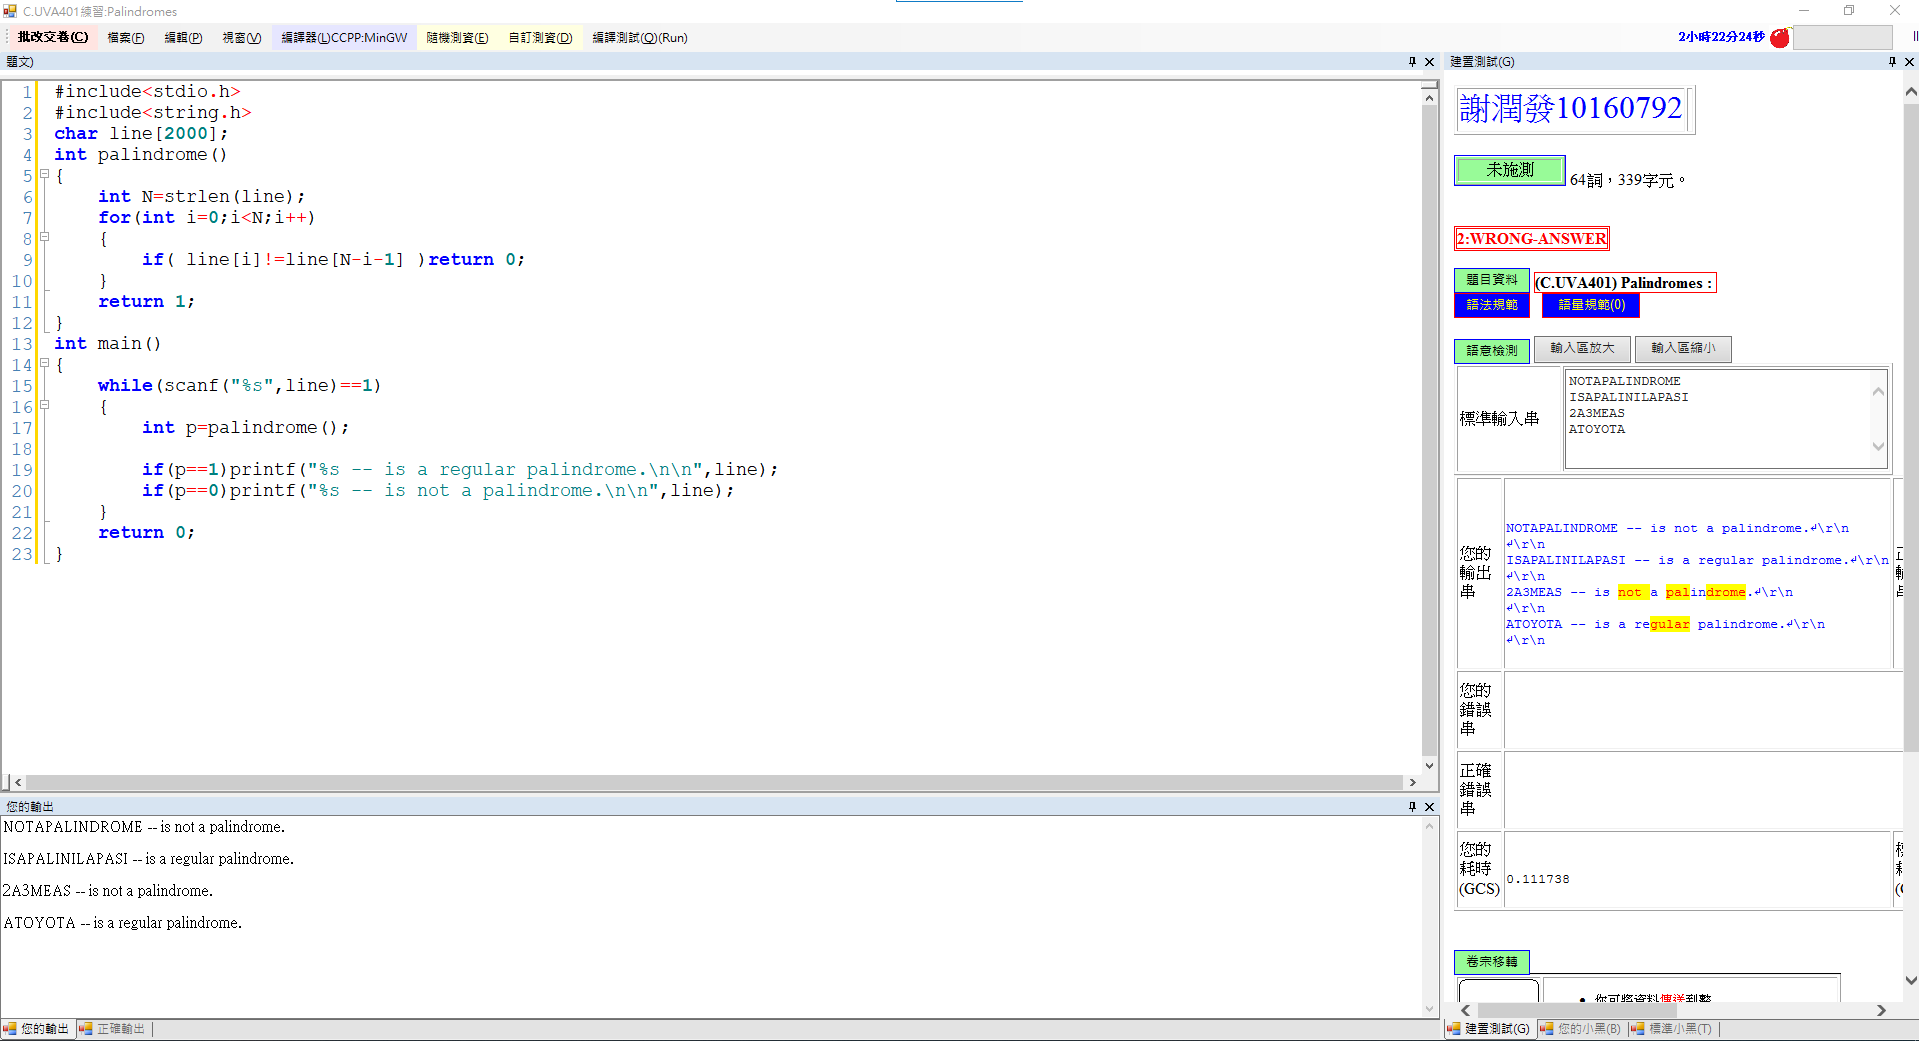 C.UVA401練習:Palindromes
批改交卷(C) 檔案(F) 編輯(P) 視窗(V) 編譯器(L)CCPP:MinGW 隨機測資(E) 自訂測資(D) 編譯測試(Q)(Run) 2小時22分24秒
題文)
1 #include<stdio.h>
2 #include<string.h>
3 char line[2000];
4 int palindrome()
5 {
6 int N=strlen(line);
7 for(int i=0;i<N;i++)
8 {
9 if( line[i]!=line[N-i-1] )return 0;
10 }
11 return 1;
12 }
13 int main()
14 {
15 while(scanf("%s",line)==1)
16 {
17 int p=palindrome();
18
19 if(p==1)printf("%s -- is a regular palindrome.\n\n",line);
20 if(p==0)printf("%s -- is not a palindrome.\n\n",line);
21 }
22 return 0;
23 }
您的輸出
NOTAPALINDROME -- is not a palindrome.
ISAPALINILAPASI -- is a regular palindrome.
2A3MEAS -- is not a palindrome.
ATOYOTA -- is a regular palindrome.
您的輸出 正確輸出
建置測試(G)
謝潤發10160792
未施測 64詞，339字元。
2:WRONG-ANSWER
題目資料 (C.UVA401) Palindromes :
語法規範 語量規範(0)
語意檢測 輸入區放大 輸入區縮小
標準輸入串
NOTAPALINDROME
ISAPALINILAPASI
2A3MEAS
ATOYOTA
您的輸出串
NOTAPALINDROME -- is not a palindrome.↲\r\n
↲\r\n
ISAPALINILAPASI -- is a regular palindrome.↲\r\n
↲\r\n
2A3MEAS -- is not a palindrome.↲\r\n
↲\r\n
ATOYOTA -- is a regular palindrome.↲\r\n
↲\r\n
您的錯誤串
正確錯誤串
您的耗時(GCS) 0.111738
卷宗移轉
• 你可將資料傳送到繁
建置測試(G) 您的小黑(B) 標準小黑(T)